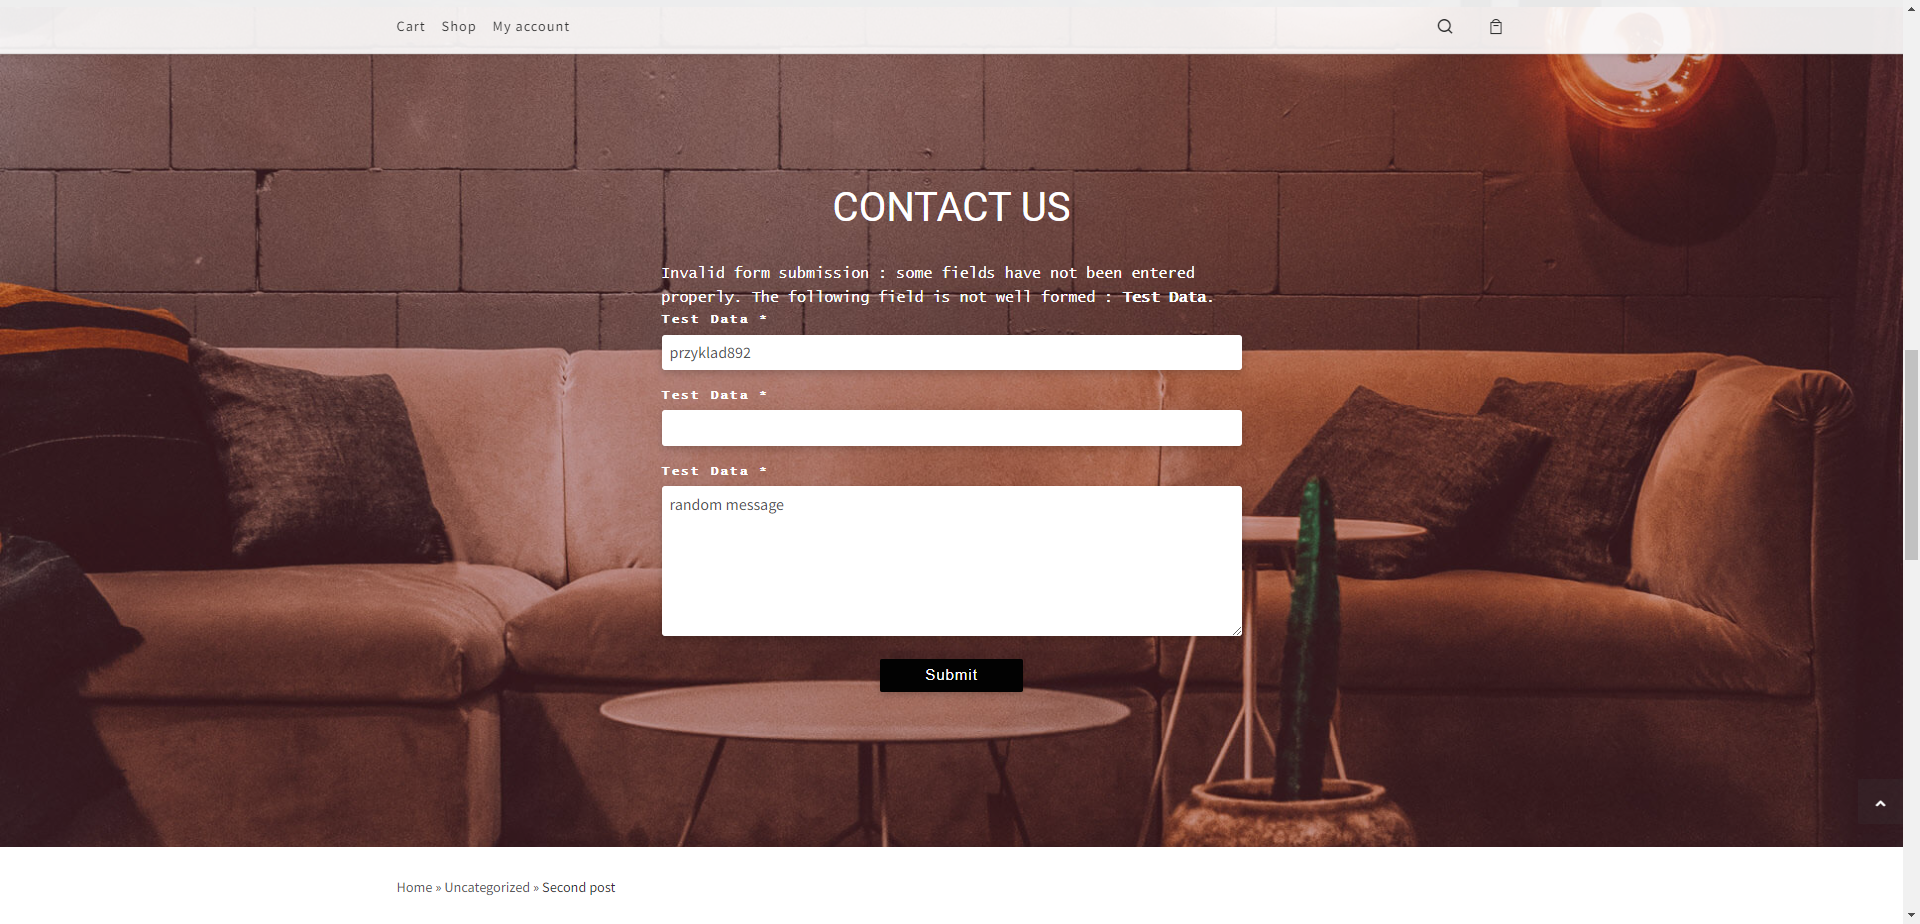 Cart Shop My account
CONTACT US
Invalid form submission : some fields have not been entered
properly. The following field is not well formed : Test Data.
Test Data *
przyklad892
Test Data *
Test Data *
random message
Submit
Home » Uncategorized » Second post